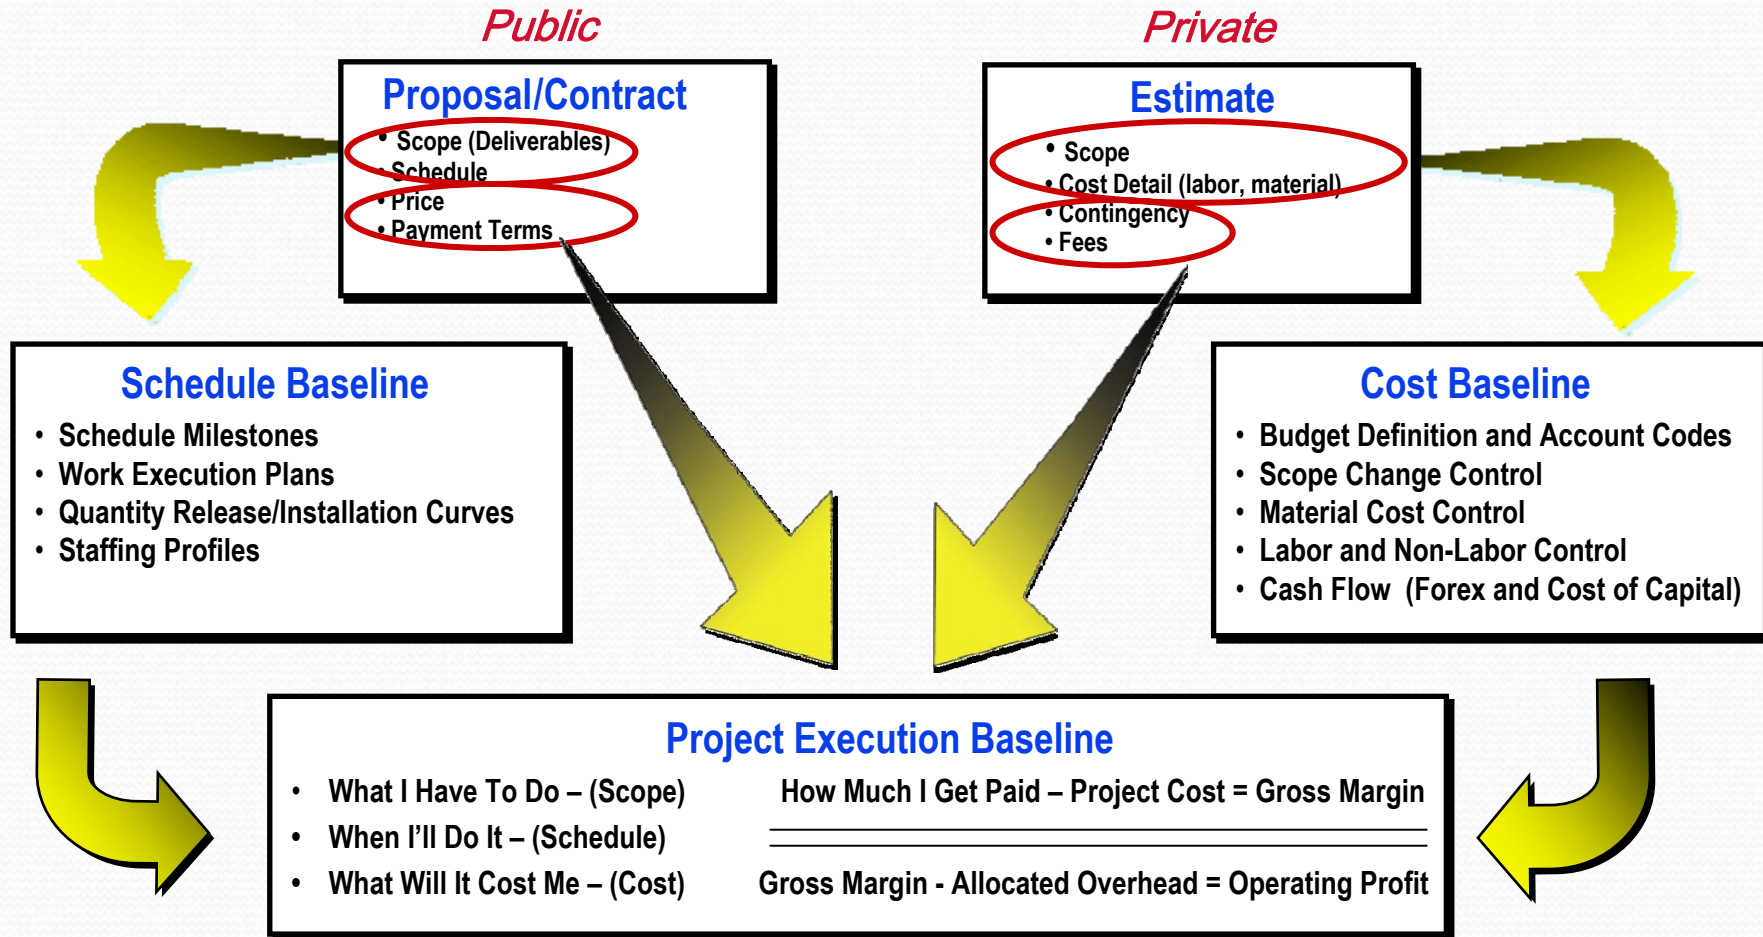 Public
Private
Proposal/Contract
• Scope (Deliverables)
• Schedule
• Price
• Payment Terms
Estimate
• Scope
• Cost Detail (labor, material)
• Contingency
• Fees
Schedule Baseline
• Schedule Milestones
• Work Execution Plans
• Quantity Release/Installation Curves
• Staffing Profiles
Cost Baseline
• Budget Definition and Account Codes
• Scope Change Control
• Material Cost Control
• Labor and Non-Labor Control
• Cash Flow (Forex and Cost of Capital)
Project Execution Baseline
• What I Have To Do – (Scope)
• When I'll Do It – (Schedule)
• What Will It Cost Me – (Cost)
How Much I Get Paid – Project Cost = Gross Margin
Gross Margin - Allocated Overhead = Operating Profit